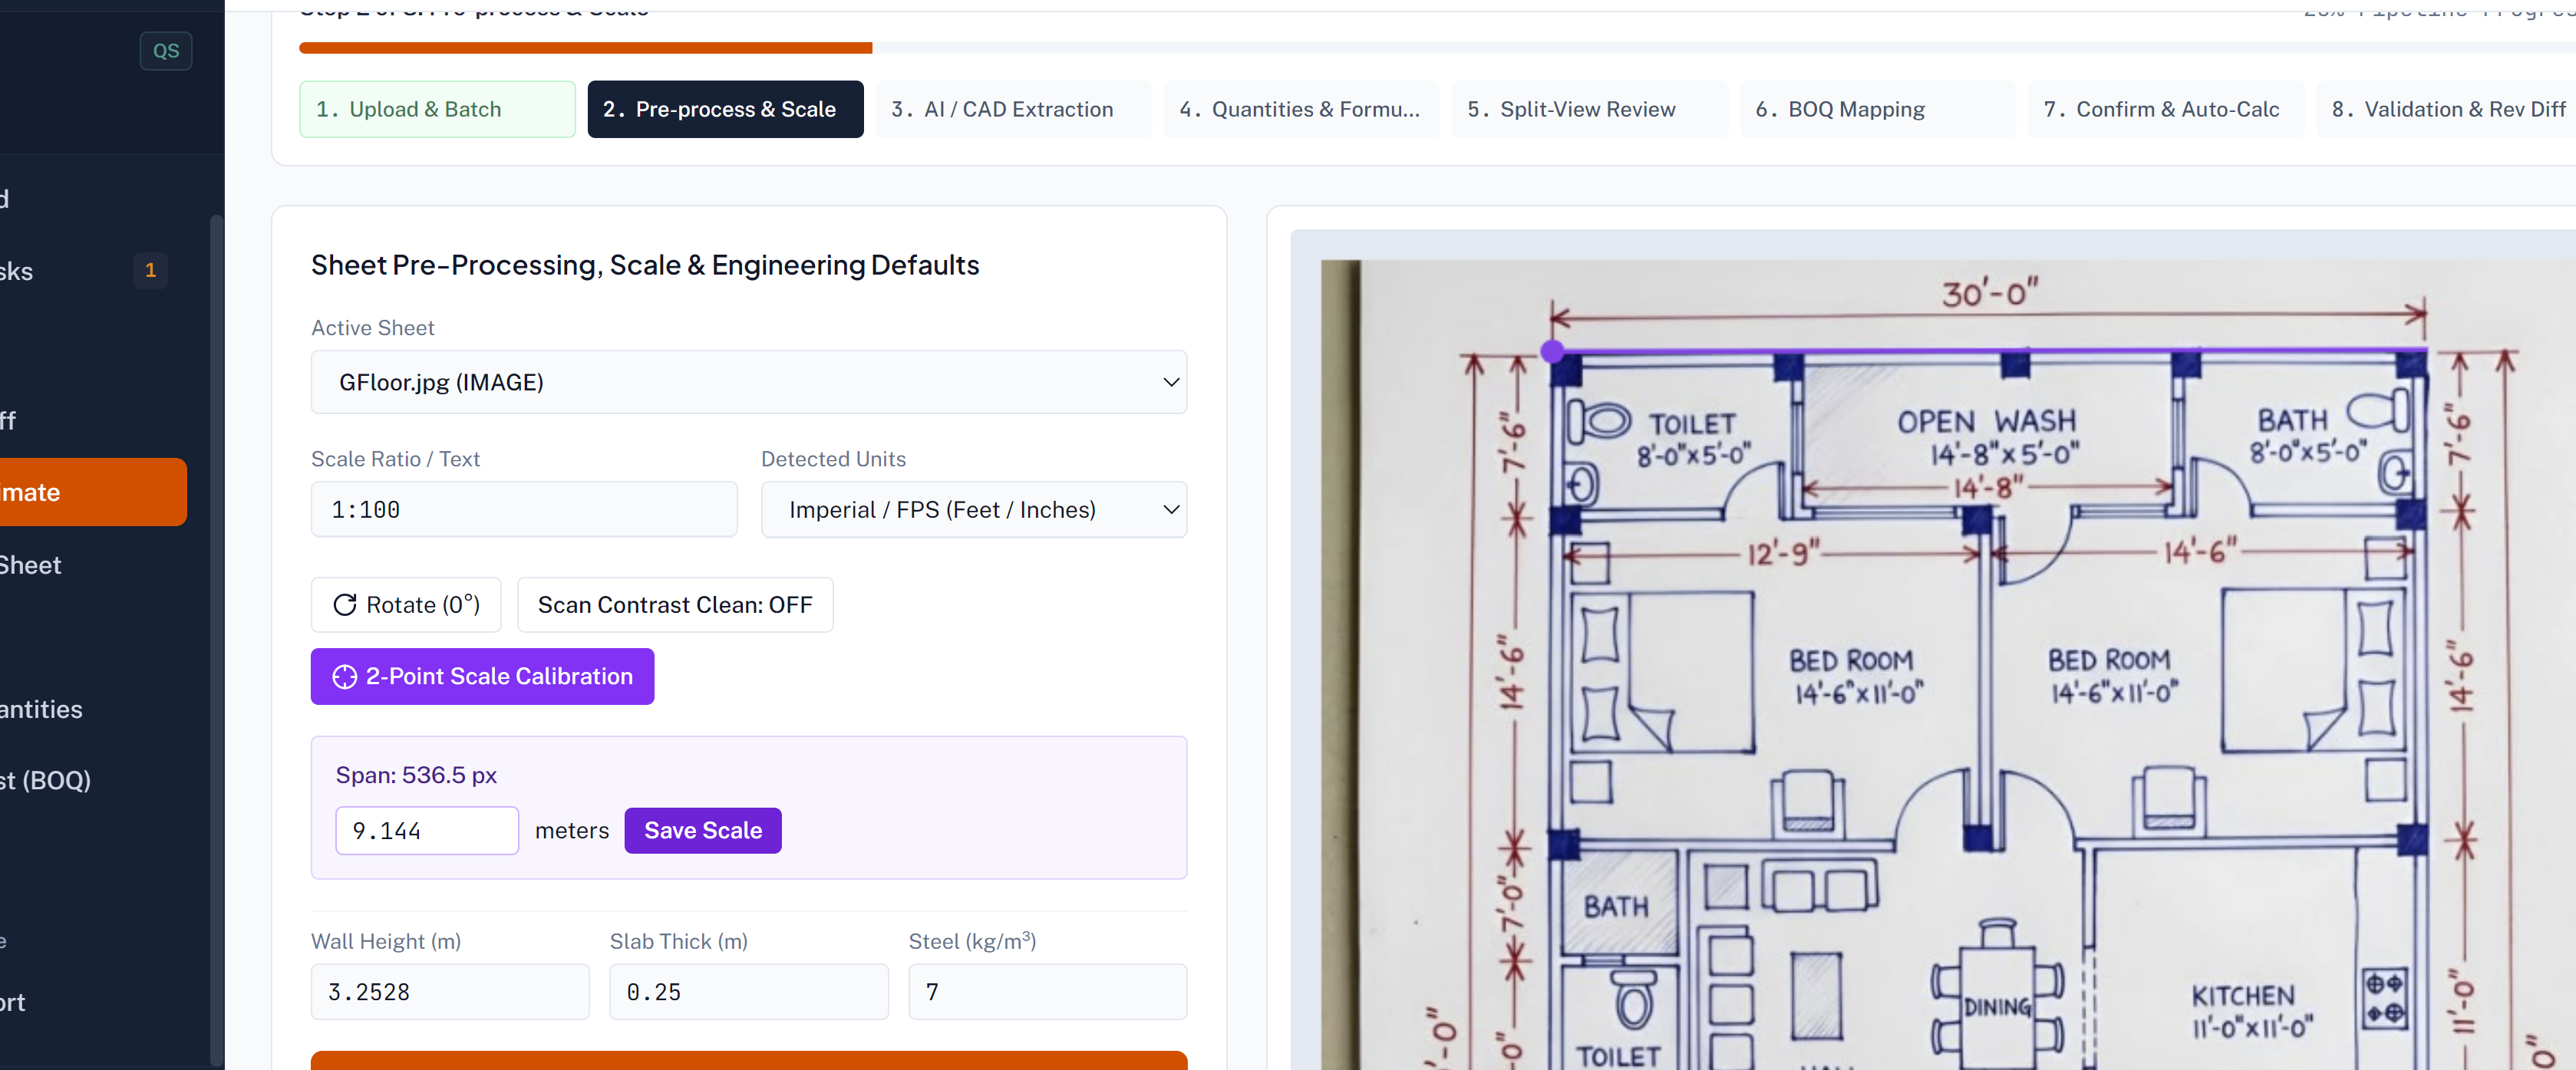 QS
1. Upload & Batch
2. Pre-process & Scale
3. AI / CAD Extraction
4. Quantities & Formu...
5. Split-View Review
6. BOQ Mapping
7. Confirm & Auto-Calc
8. Validation & Rev Diff
d
sks
1
ff
imate
Sheet
antities
st (BOQ)
e
ort
Sheet Pre-Processing, Scale & Engineering Defaults
Active Sheet
GFloor.jpg (IMAGE)
Scale Ratio / Text
Detected Units
1:100
Imperial / FPS (Feet / Inches)
Rotate (0°)
Scan Contrast Clean: OFF
2-Point Scale Calibration
Span: 536.5 px
9.144
meters
Save Scale
Wall Height (m)
Slab Thick (m)
Steel (kg/m³)
3.2528
0.25
7
30'-0"
7'-6"
TOILET
8'-0"x5'-0"
OPEN WASH
14'-8"x5'-0"
14'-8"
BATH
8'-0"x5'-0"
7'-6"
12'-9"
14'-6"
14'-6"
BED ROOM
14'-6"x11'-0"
BED ROOM
14'-6"x11'-0"
14'-6"
7'-0"
BATH
DINING
KITCHEN
11'-0"x11'-0"
11'-0"
TOILET